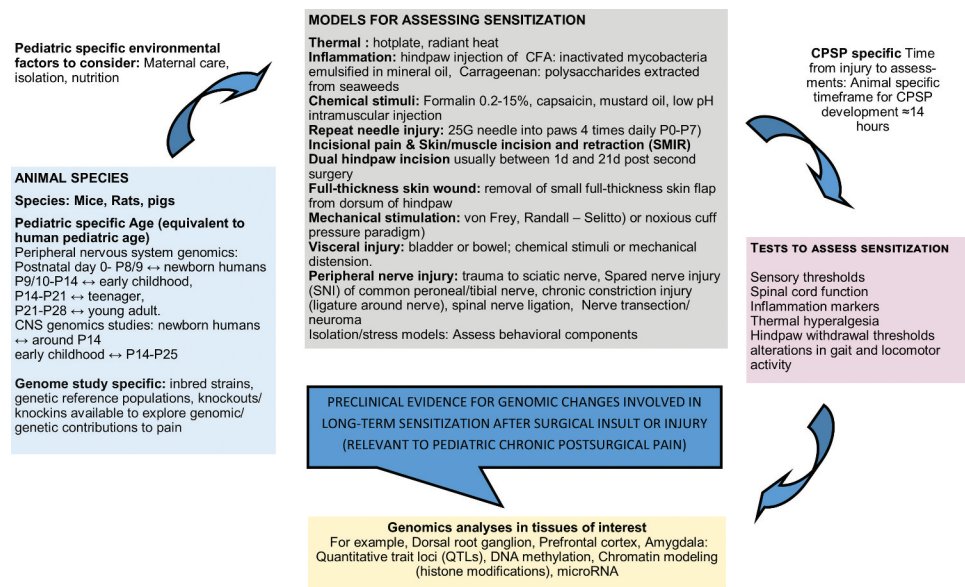 Pediatric specific environmental
factors to consider: Maternal care,
isolation, nutrition
ANIMAL SPECIES
Species: Mice, Rats, pigs
Pediatric specific Age (equivalent to
human pediatric age)
Peripheral nervous system genomics:
Postnatal day 0- P8/9 ↔ newborn humans
P9/10-P14 ↔ early childhood,
P14-P21 ↔ teenager,
P21-P28 ↔ young adult.
CNS genomics studies: newborn humans
↔ around P14
early childhood ↔ P14-P25
Genome study specific: inbred strains,
genetic reference populations, knockouts/
knockins available to explore genomic/
genetic contributions to pain
MODELS FOR ASSESSING SENSITIZATION
Thermal : hotplate, radiant heat
Inflammation: hindpaw injection of CFA: inactivated mycobacteria
emulsified in mineral oil, Carrageenan: polysaccharides extracted
from seaweeds
Chemical stimuli: Formalin 0.2-15%, capsaicin, mustard oil, low pH
intramuscular injection
Repeat needle injury: 25G needle into paws 4 times daily P0-P7)
Incisional pain & Skin/muscle incision and retraction (SMIR)
Dual hindpaw incision usually between 1d and 21d post second
surgery
Full-thickness skin wound: removal of small full-thickness skin flap
from dorsum of hindpaw
Mechanical stimulation: von Frey, Randall – Selitto) or noxious cuff
pressure paradigm)
Visceral injury: bladder or bowel; chemical stimuli or mechanical
distension.
Peripheral nerve injury: trauma to sciatic nerve, Spared nerve injury
(SNI) of common peroneal/tibial nerve, chronic constriction injury
(ligature around nerve), spinal nerve ligation, Nerve transection/
neuroma
Isolation/stress models: Assess behavioral components
CPSP specific Time
from injury to assess-
ments: Animal specific
timeframe for CPSP
development ≈14
hours
TESTS TO ASSESS SENSITIZATION
Sensory thresholds
Spinal cord function
Inflammation markers
Thermal hyperalgesia
Hindpaw withdrawal thresholds
alterations in gait and locomotor
activity
PRECLINICAL EVIDENCE FOR GENOMIC CHANGES INVOLVED IN
LONG-TERM SENSITIZATION AFTER SURGICAL INSULT OR INJURY
(RELEVANT TO PEDIATRIC CHRONIC POSTSURGICAL PAIN)
Genomics analyses in tissues of interest
For example, Dorsal root ganglion, Prefrontal cortex, Amygdala:
Quantitative trait loci (QTLs), DNA methylation, Chromatin modeling
(histone modifications), microRNA